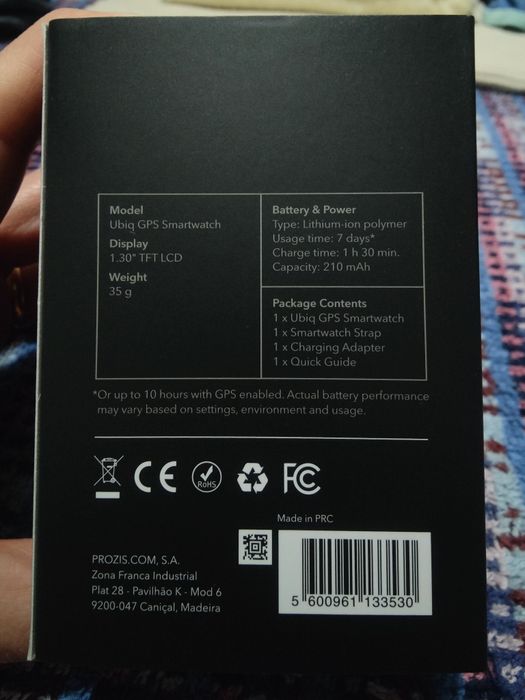 Model
Ubiq GPS Smartwatch
Display
1.30" TFT LCD
Weight
35 g
Battery & Power
Type: Lithium-ion polymer
Usage time: 7 days*
Charge time: 1 h 30 min.
Capacity: 210 mAh
Package Contents
1 x Ubiq GPS Smartwatch
1 x Smartwatch Strap
1 x Charging Adapter
1 x Quick Guide
*Or up to 10 hours with GPS enabled. Actual battery performance
may vary based on settings, environment and usage.
CE RoHS FC
Made in PRC
PROZIS.COM, S.A.
Zona Franca Industrial
Plat 28 - Pavilhão K - Mod 6
9200-047 Caniçal, Madeira
5 600961 133530